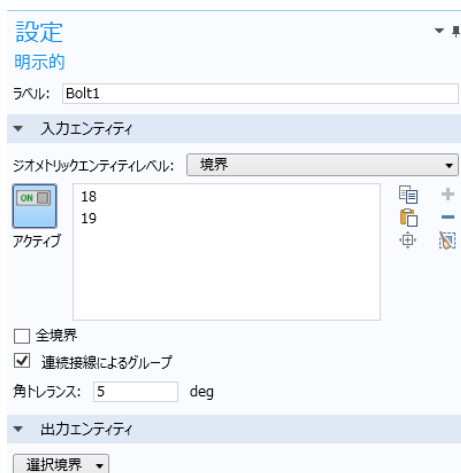 設定
明示的
ラベル: Bolt1
入力エンティティ
ジオメトリックエンティティレベル: 境界
ON
18
19
アクティブ
全境界
連続接線によるグループ
角トレランス: 5 deg
出力エンティティ
選択境界